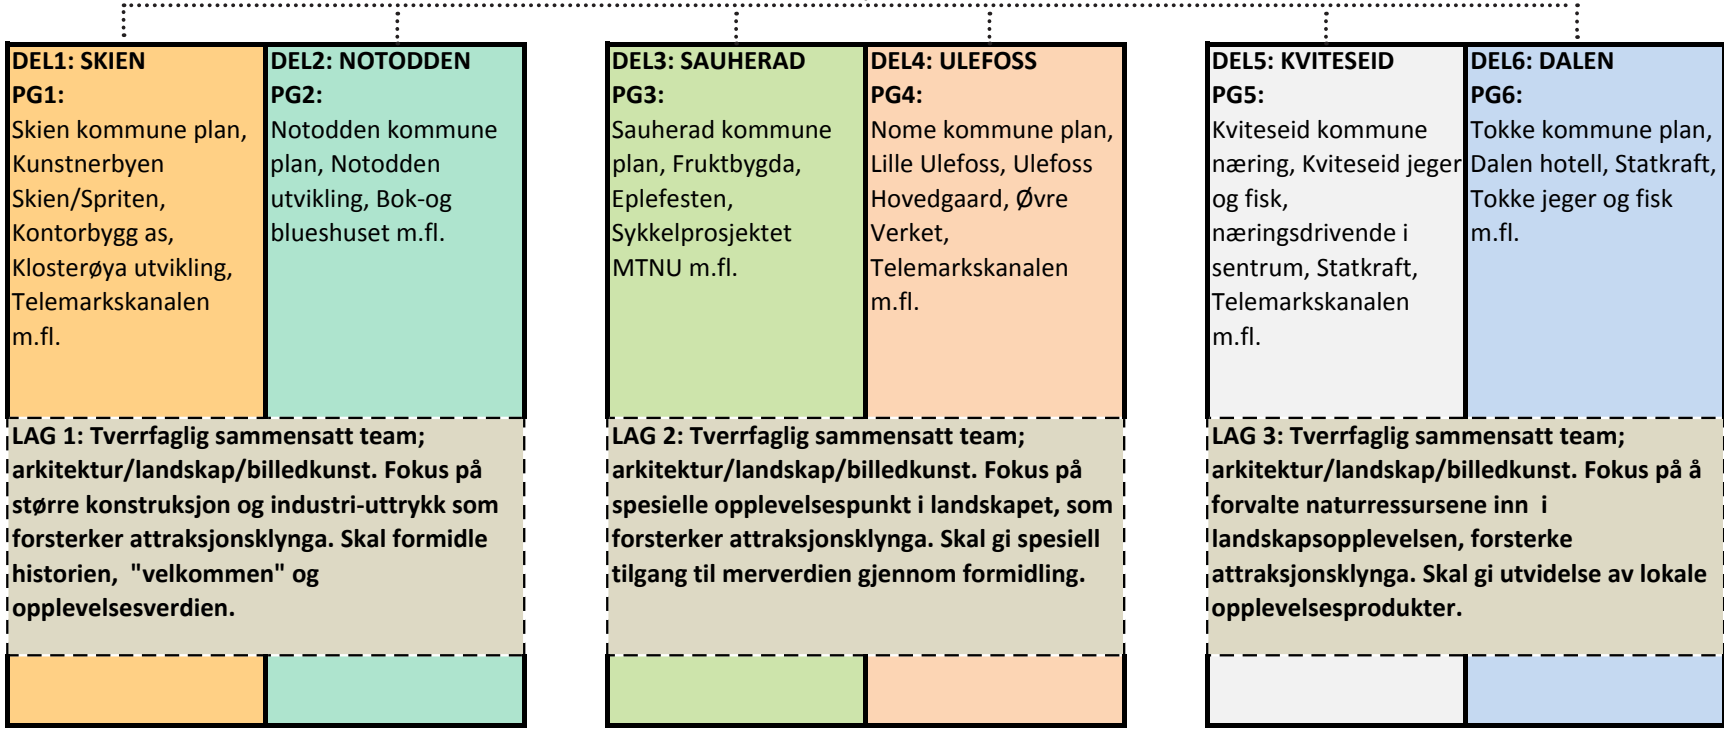 DEL1: SKIEN
PG1:
Skien kommune plan,
Kunstnerbyen
Skien/Spriten,
Kontorbygg as,
Klosterøya utvikling,
Telemarkskanalen
m.fl.
DEL2: NOTODDEN
PG2:
Notodden kommune
plan, Notodden
utvikling, Bok-og
blueshuset m.fl.
LAG 1: Tverrfaglig sammensatt team;
arkitektur/landskap/billedkunst. Fokus på
større konstruksjon og industri-uttrykk som
forsterker attraksjonsklynga. Skal formidle
historien, "velkommen" og
opplevelsesverdien.
DEL3: SAUHERAD
PG3:
Sauherad kommune
plan, Fruktbygda,
Eplefesten,
Sykkelprosjektet
MTNU m.fl.
DEL4: ULEFOSS
PG4:
Nome kommune plan,
Lille Ulefoss, Ulefoss
Hovedgaard, Øvre
Verket,
Telemarkskanalen
m.fl.
LAG 2: Tverrfaglig sammensatt team;
arkitektur/landskap/billedkunst. Fokus på
spesielle opplevelsespunkt i landskapet, som
forsterker attraksjonsklynga. Skal gi spesiell
tilgang til merverdien gjennom formidling.
DEL5: KVITESEID
PG5:
Kviteseid kommune
næring, Kviteseid jeger
og fisk,
næringsdrivende i
sentrum, Statkraft,
Telemarkskanalen
m.fl.
DEL6: DALEN
PG6:
Tokke kommune plan,
Dalen hotell, Statkraft,
Tokke jeger og fisk
m.fl.
LAG 3: Tverrfaglig sammensatt team;
arkitektur/landskap/billedkunst. Fokus på å
forvalte naturressursene inn i
landskapsopplevelsen, forsterke
attraksjonsklynga. Skal gi utvidelse av lokale
opplevelsesprodukter.